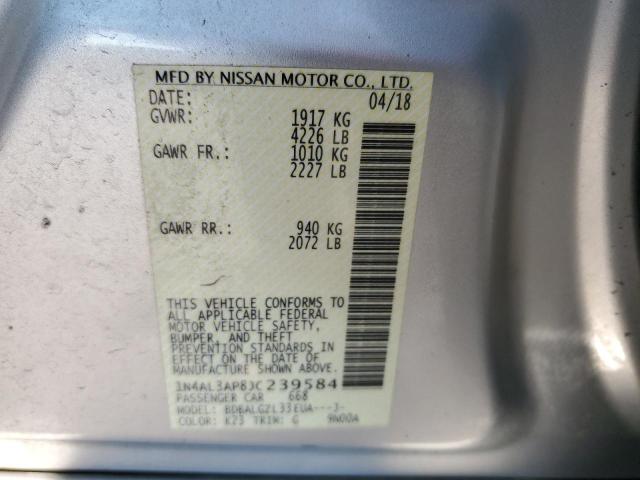 MFD BY NISSAN MOTOR CO., LTD.
DATE: 04/18
GVWR: 1917 KG
4226 LB
GAWR FR.: 1010 KG
2227 LB
GAWR RR.: 940 KG
2072 LB
THIS VEHICLE CONFORMS TO
ALL APPLICABLE FEDERAL
MOTOR VEHICLE SAFETY,
BUMPER, AND THEFT
PREVENTION STANDARDS IN
EFFECT ON THE DATE OF
MANUFACTURE SHOWN ABOVE.
1N4AL3AP8JC239584
PASSENGER CAR 668
BDBALGZL33EUA---J-
COLOR: K23 TRIM: G 9N00A